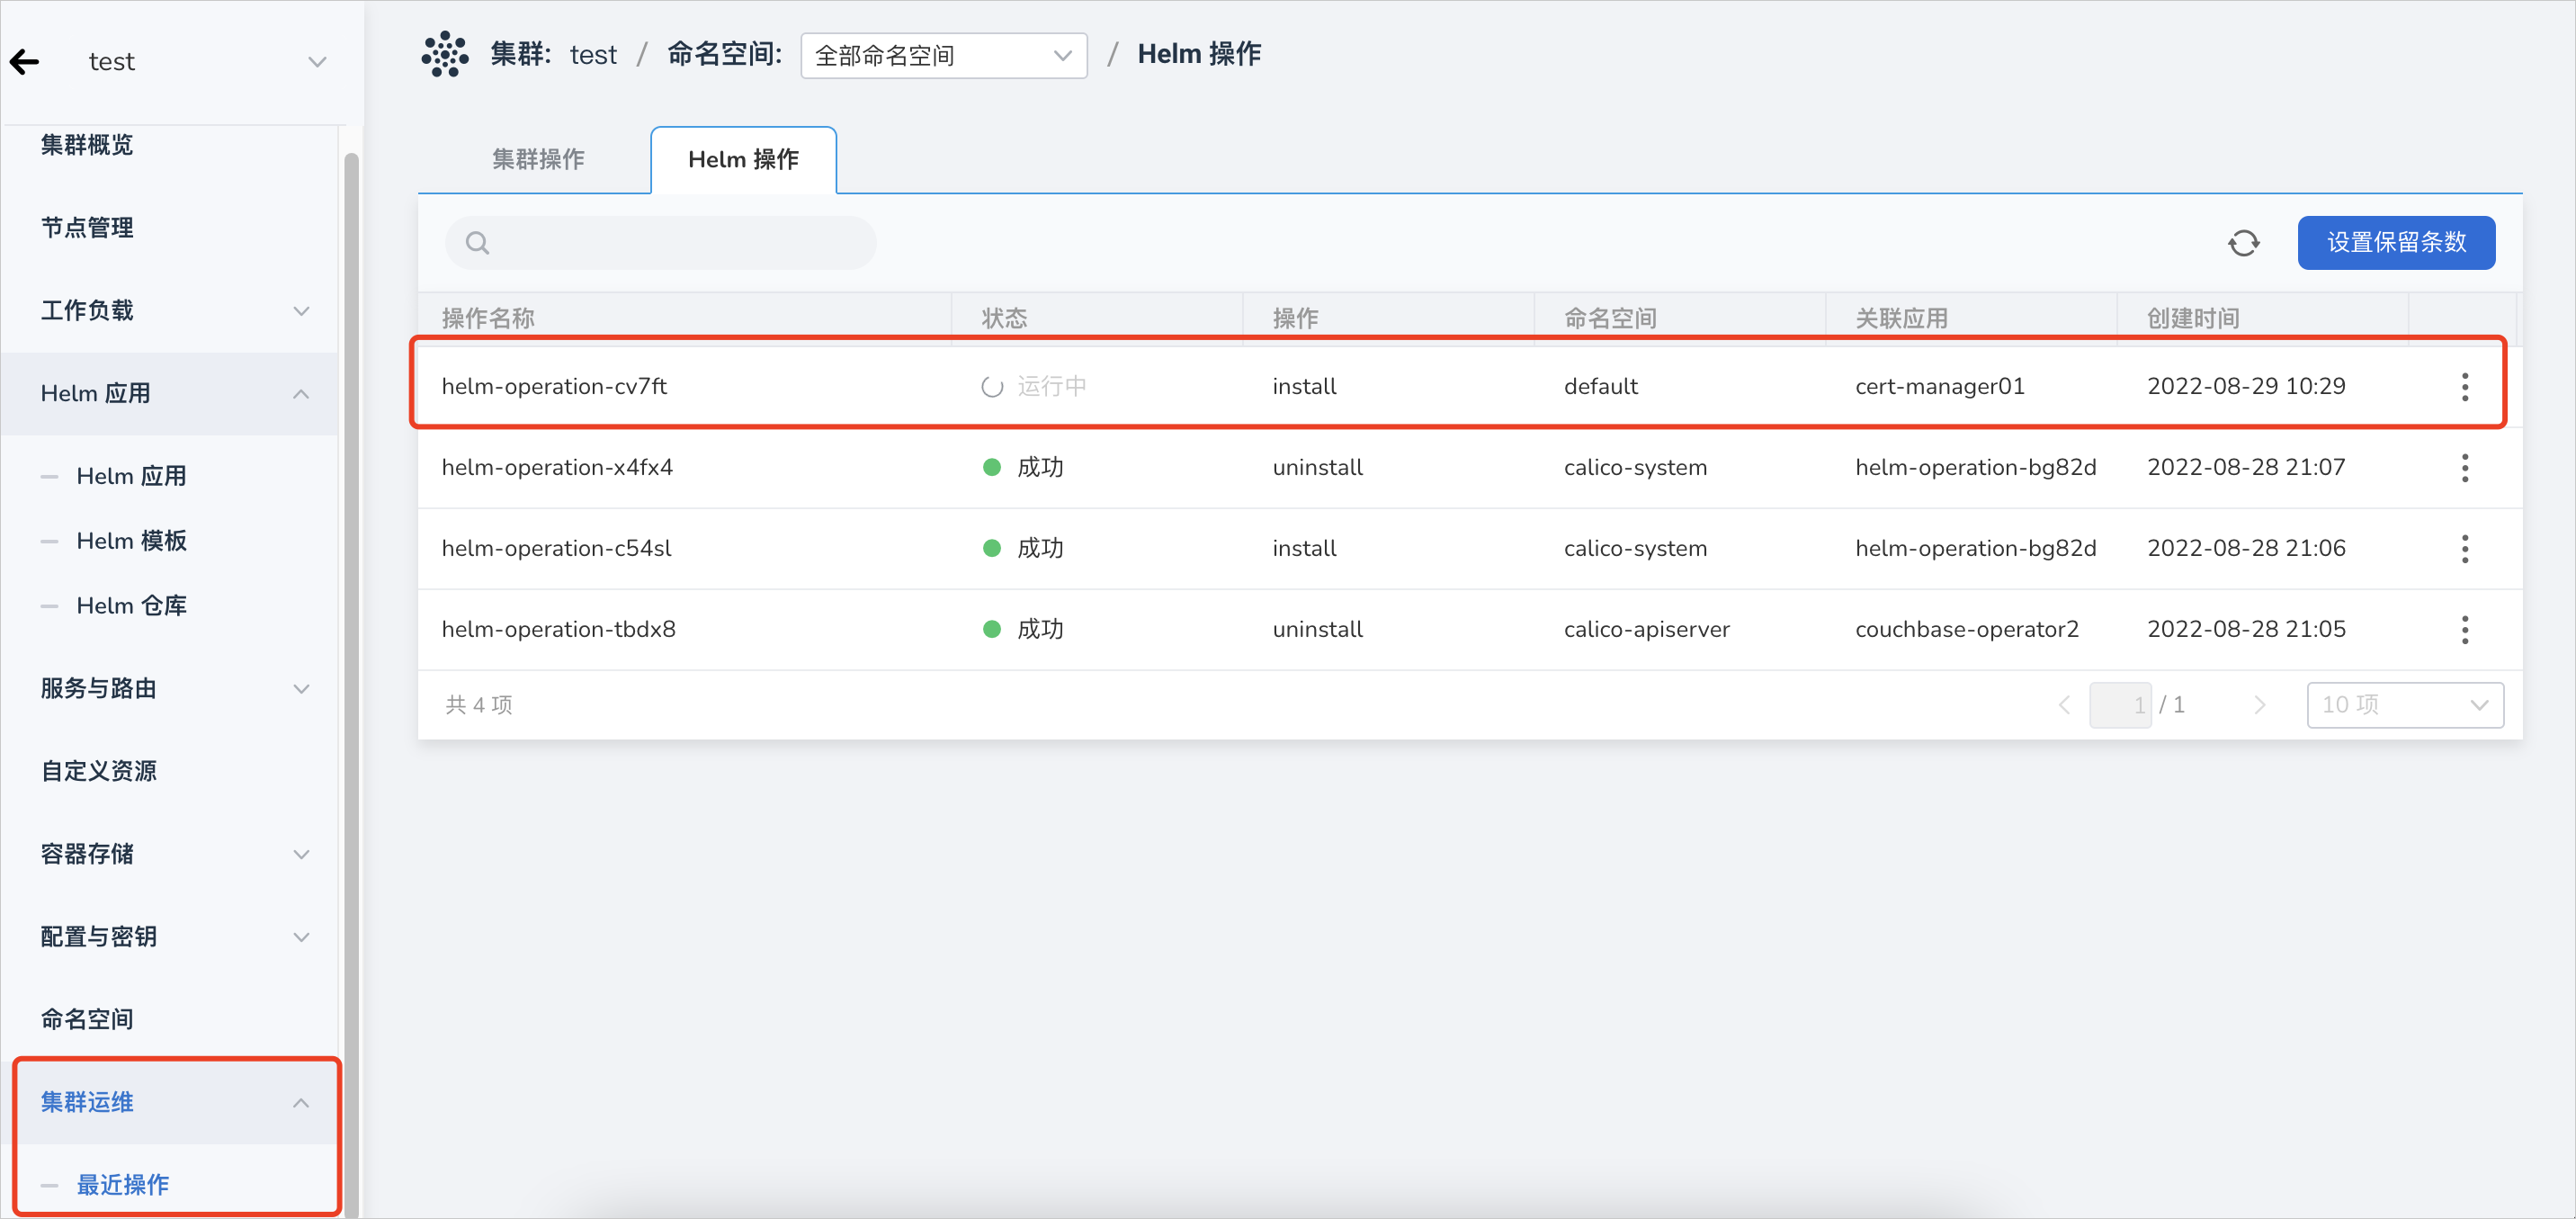 test
集群概览
节点管理
工作负载
Helm 应用
Helm 应用
Helm 模板
Helm 仓库
服务与路由
自定义资源
容器存储
配置与密钥
命名空间
集群运维
最近操作
集群: test / 命名空间: 全部命名空间 / Helm 操作
集群操作 Helm 操作
设置保留条数
操作名称 状态 操作 命名空间 关联应用 创建时间
helm-operation-cv7ft 运行中 install default cert-manager01 2022-08-29 10:29
helm-operation-x4fx4 成功 uninstall calico-system helm-operation-bg82d 2022-08-28 21:07
helm-operation-c54sl 成功 install calico-system helm-operation-bg82d 2022-08-28 21:06
helm-operation-tbdx8 成功 uninstall calico-apiserver couchbase-operator2 2022-08-28 21:05
共 4 项 1 / 1 10 项